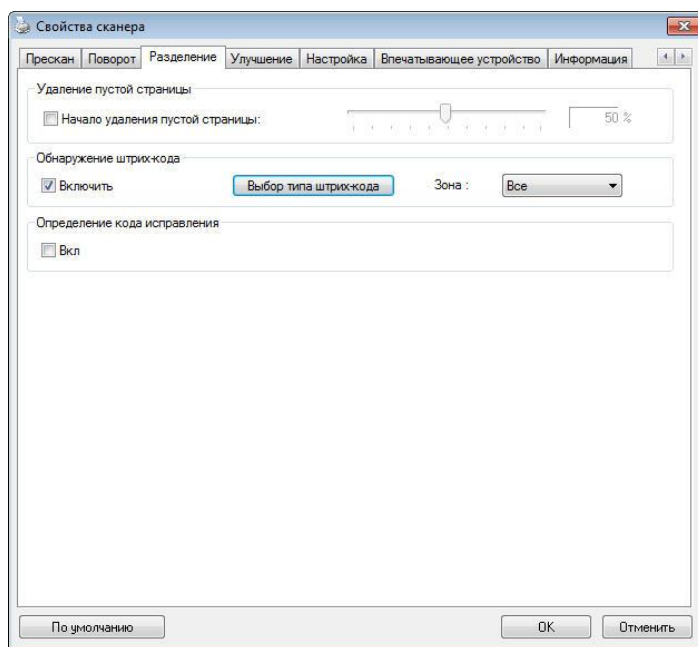 Свойства сканера
Прескан Поворот Разделение Улучшение Настройка Впечатывающее устройство Информация
Удаление пустой страницы
Начало удаления пустой страницы: 50 %
Обнаружение штрих-кода
Включить Выбор типа штрих-кода Зона : Все
Определение кода исправления
Вкл
По умолчанию OK Отменить